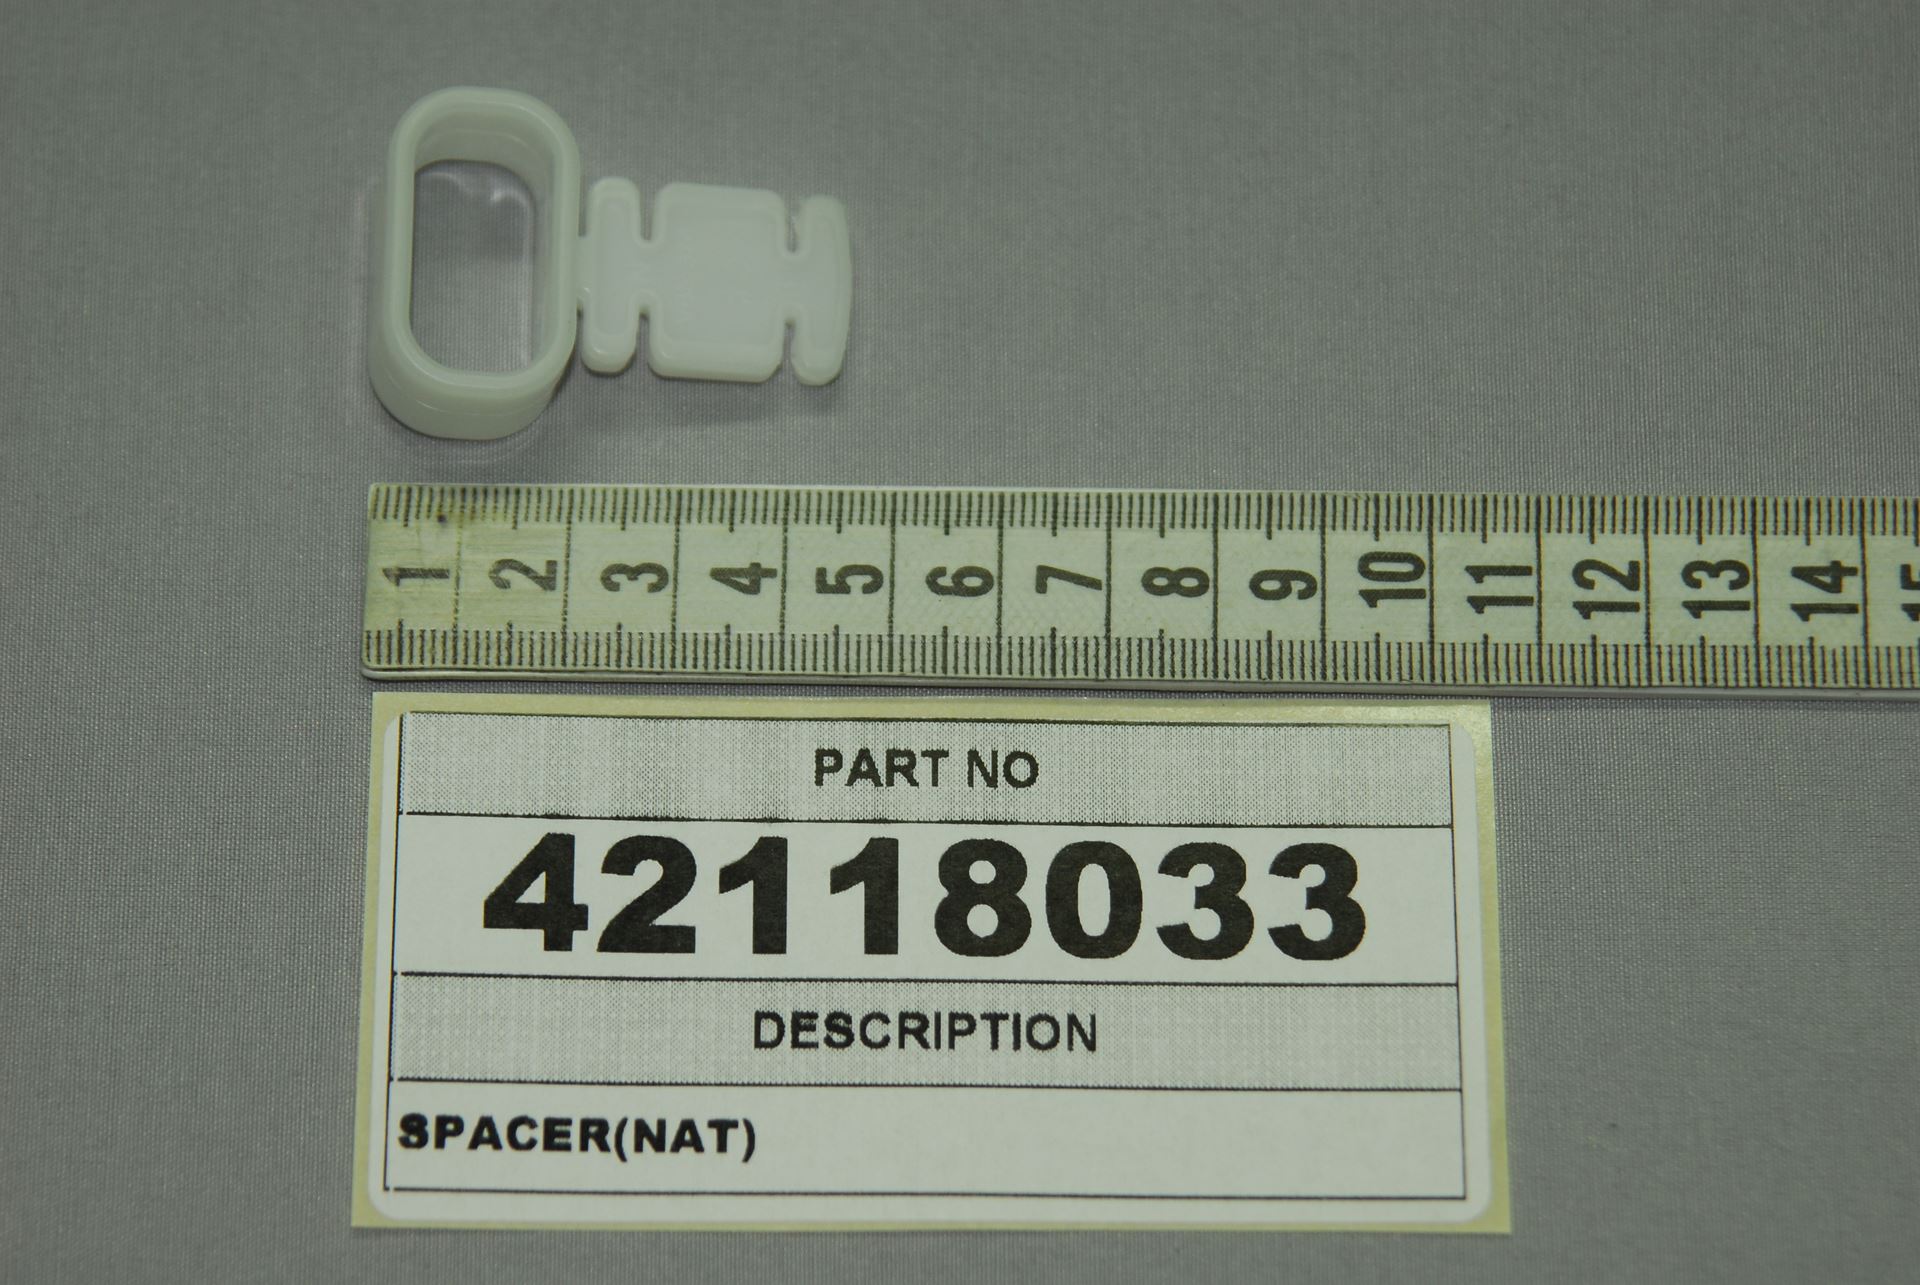 1 2 3 4 5 6 7 8 9 10 11 12 13 14 15
PART NO
42118033
DESCRIPTION
SPACER(NAT)